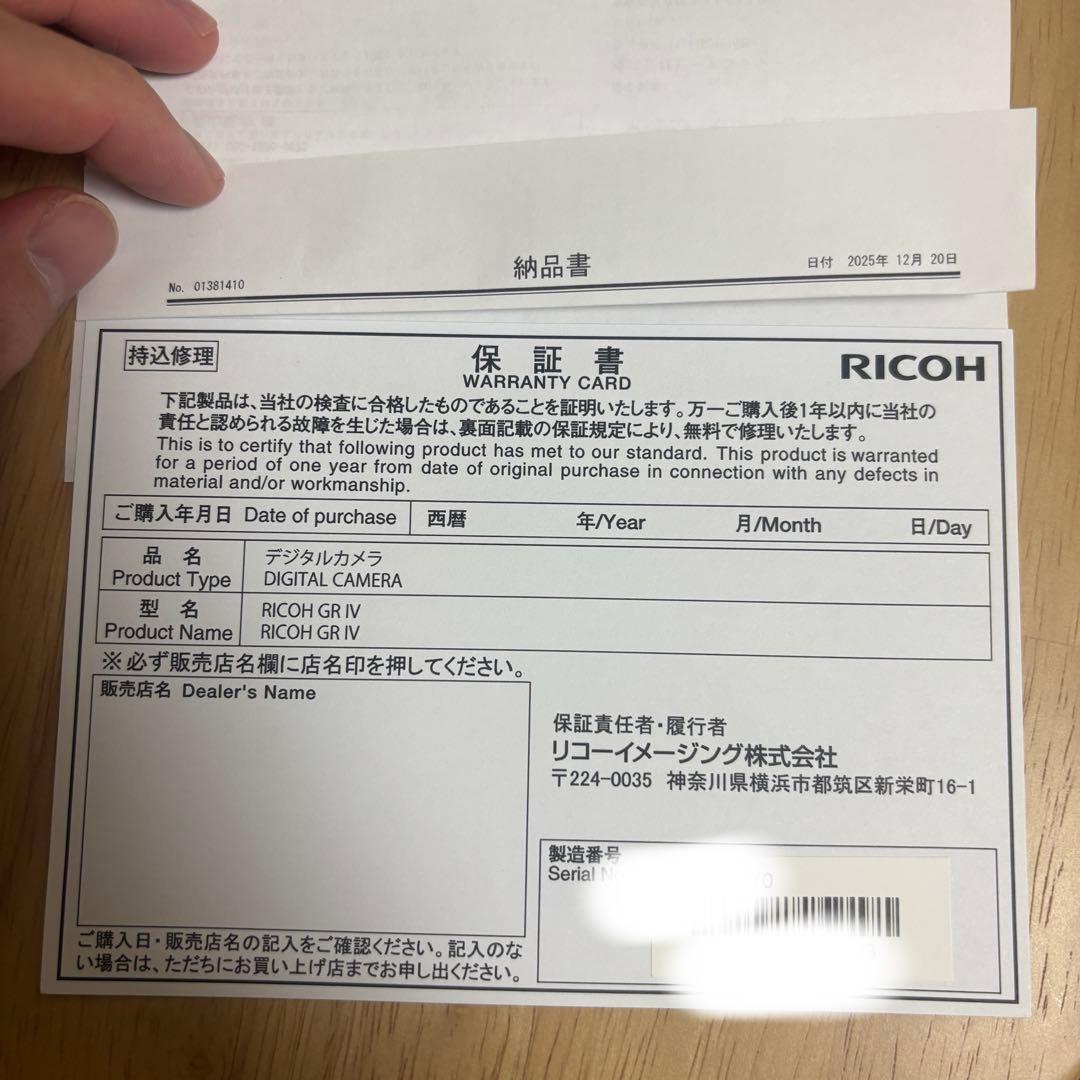 納品書
日付 2025年 12月 20日
No. 01381410
持込修理
保証書
WARRANTY CARD
RICOH
下記製品は、当社の検査に合格したものであることを証明いたします。万一ご購入後1年以内に当社の
責任と認められる故障を生じた場合は、裏面記載の保証規定により、無料で修理いたします。
This is to certify that following product has met to our standard. This product is warranted
for a period of one year from date of original purchase in connection with any defects in
material and/or workmanship.
ご購入年月日 Date of purchase 西暦 年/Year 月/Month 日/Day
品 名
Product Type
デジタルカメラ
DIGITAL CAMERA
型 名
Product Name
RICOH GR IV
RICOH GR IV
※必ず販売店名欄に店名印を押してください。
販売店名 Dealer's Name
保証責任者・履行者
リコーイメージング株式会社
〒224-0035 神奈川県横浜市都筑区新栄町16-1
製造番号
Serial
ご購入日・販売店名の記入をご確認ください。記入のな
い場合は、ただちにお買い上げ店までお申し出ください。